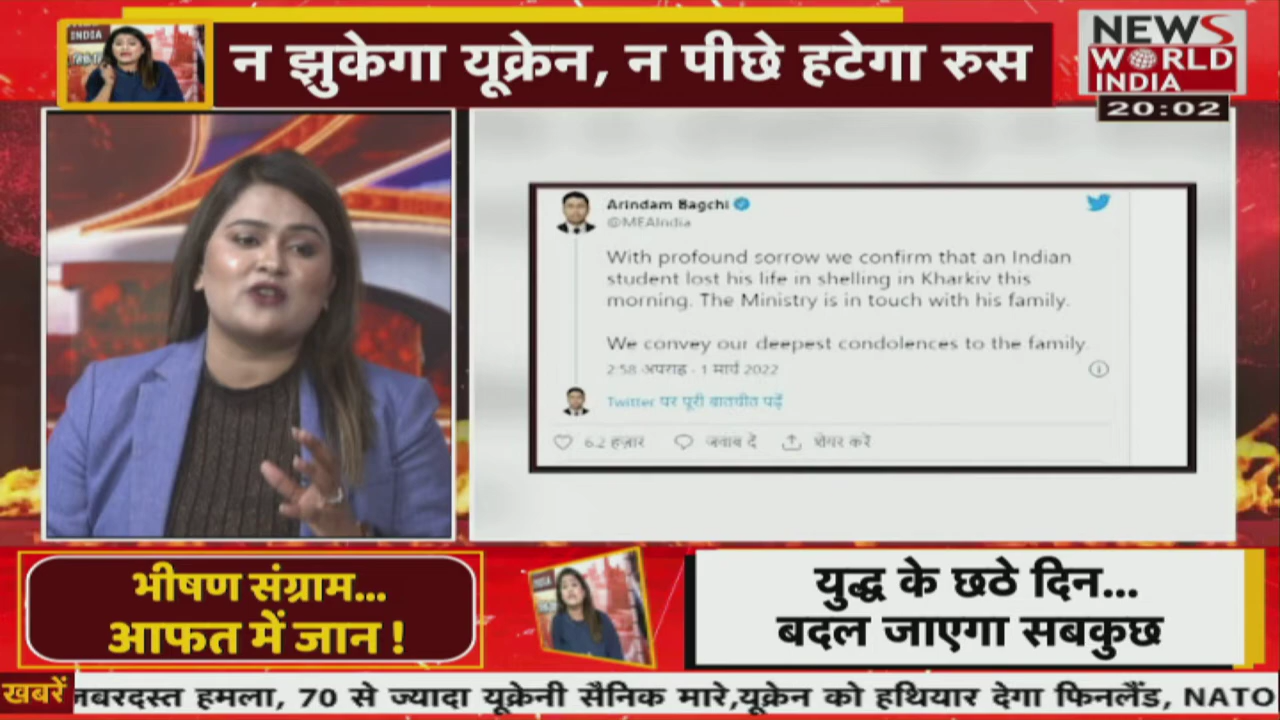 INDIA
न झुकेगा यूक्रेन, न पीछे हटेगा रुस
NEWS
WORLD
INDIA
20:02
Arindam Bagchi
@MEAIndia
With profound sorrow we confirm that an Indian
student lost his life in shelling in Kharkiv this
morning. The Ministry is in touch with his family.
We convey our deepest condolences to the family.
2:58 अपराह्न · 1 मार्च 2022
Twitter पर पूरी बातचीत पढ़ें
6.2 हज़ार जवाब दें शेयर करें
भीषण संग्राम...
आफत में जान !
INDIA
युद्ध के छठे दिन...
बदल जाएगा सबकुछ
खबरें जबरदस्त हमला, 70 से ज्यादा यूक्रेनी सैनिक मारे,यूक्रेन को हथियार देगा फिनलैंड, NATO